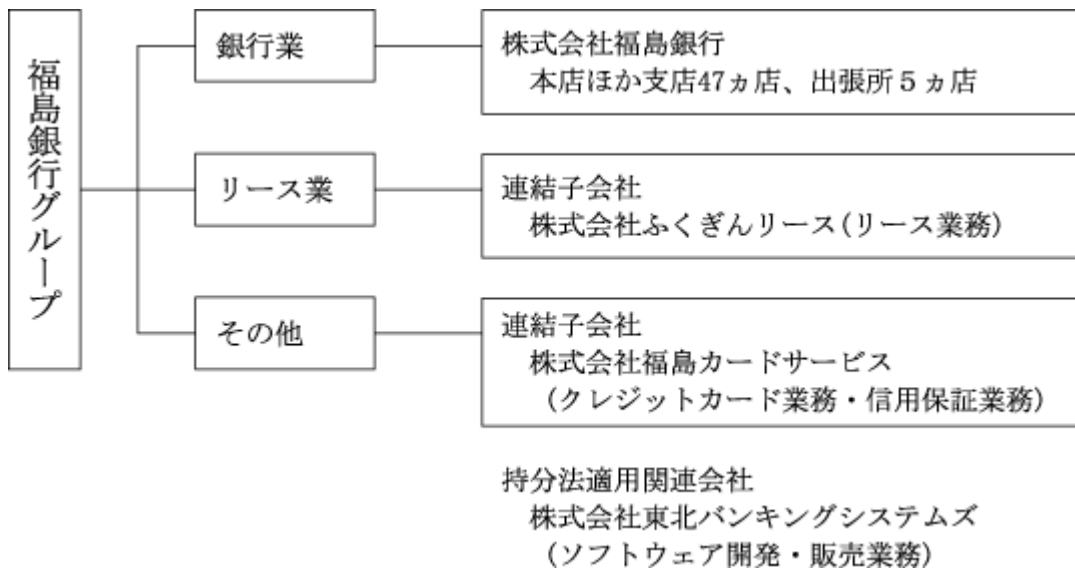 福島銀行グループ
銀行業
株式会社福島銀行
本店ほか支店47ヵ店、出張所5ヵ店
リース業
連結子会社
株式会社ふくぎんリース(リース業務)
その他
連結子会社
株式会社福島カードサービス
(クレジットカード業務・信用保証業務)
持分法適用関連会社
株式会社東北バンキングシステムズ
(ソフトウェア開発・販売業務)